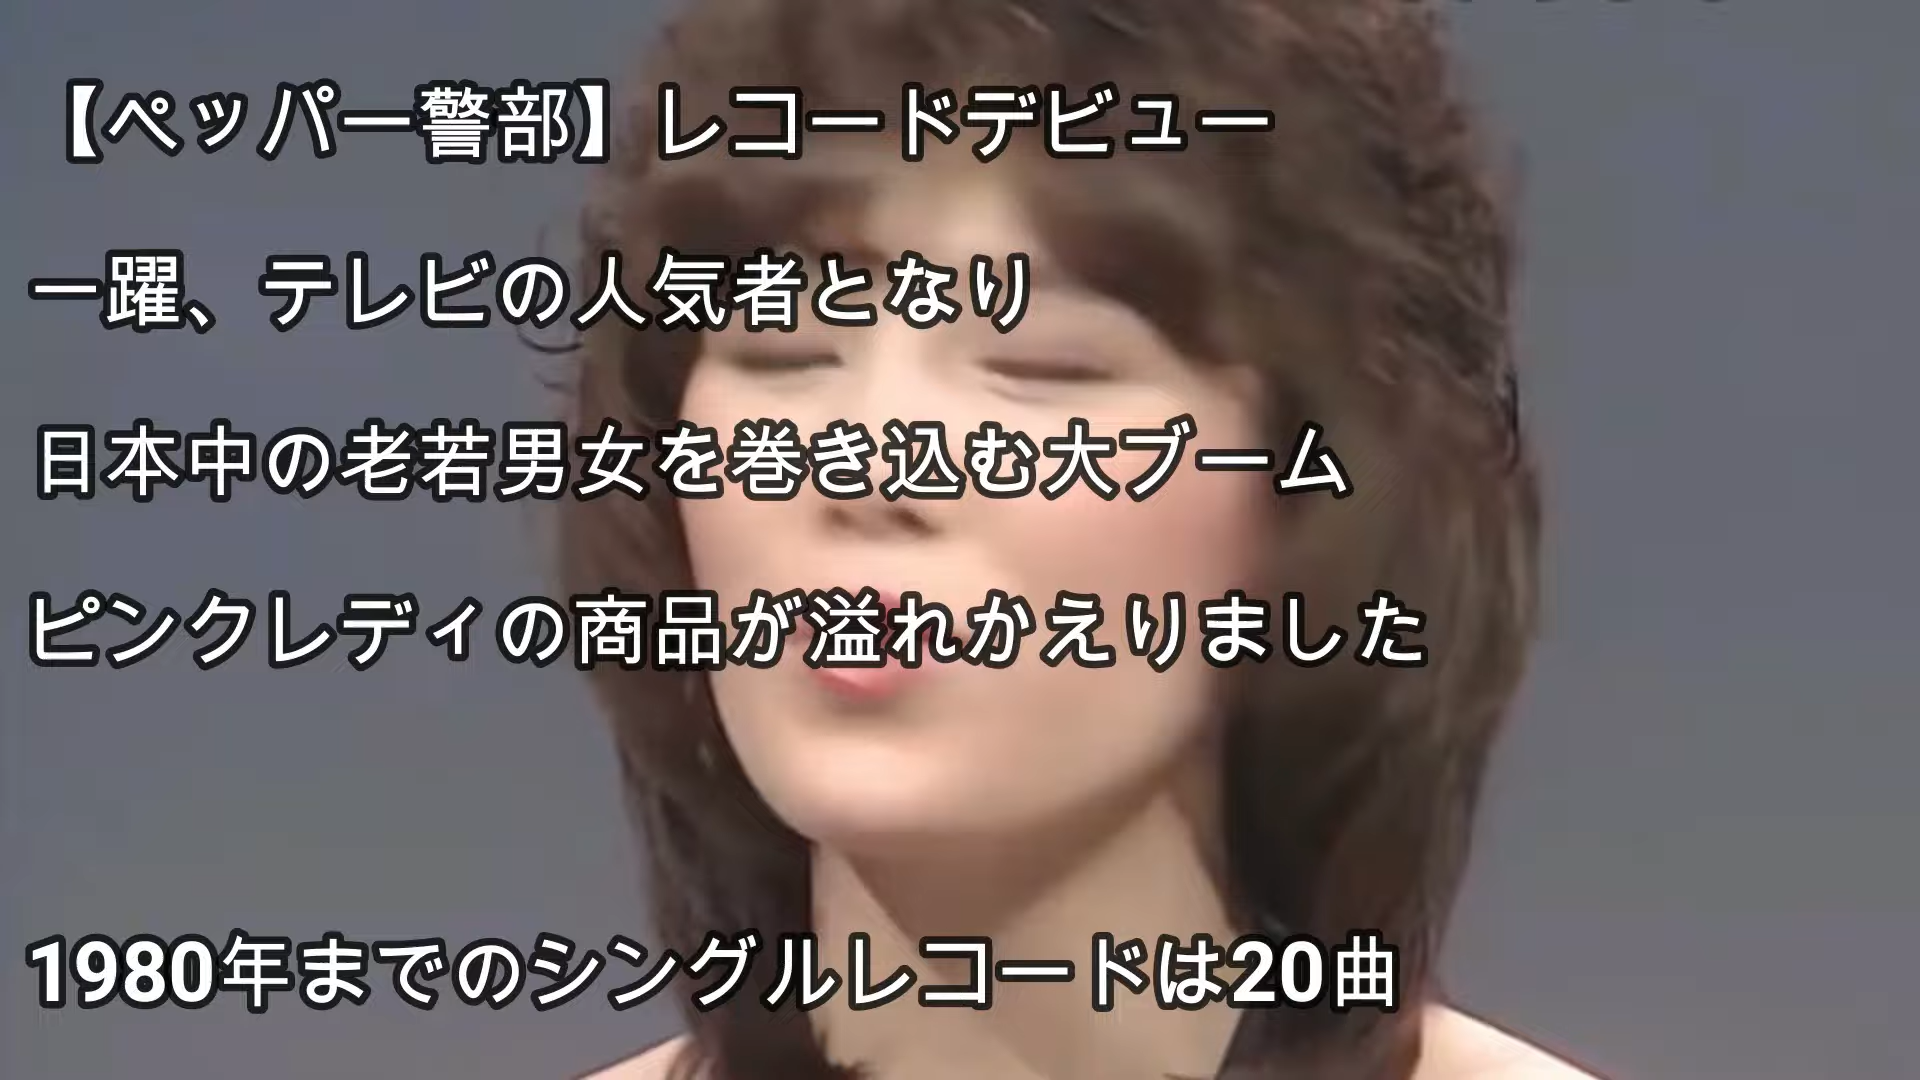 【ペッパー警部】レコードデビュー
一躍、テレビの人気者となり
日本中の老若男女を巻き込む大ブーム
ピンクレディの商品が溢れかえりました
1980年までのシングルレコードは20曲